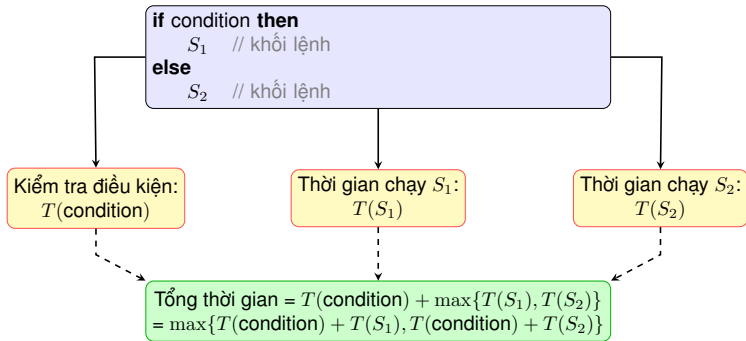 if condition then
S₁ // khối lệnh
else
S₂ // khối lệnh
Kiểm tra điều kiện:
T(condition)
Thời gian chạy S₁:
T(S₁)
Thời gian chạy S₂:
T(S₂)
Tổng thời gian = T(condition) + max{T(S₁), T(S₂)}
= max{T(condition) + T(S₁), T(condition) + T(S₂)}